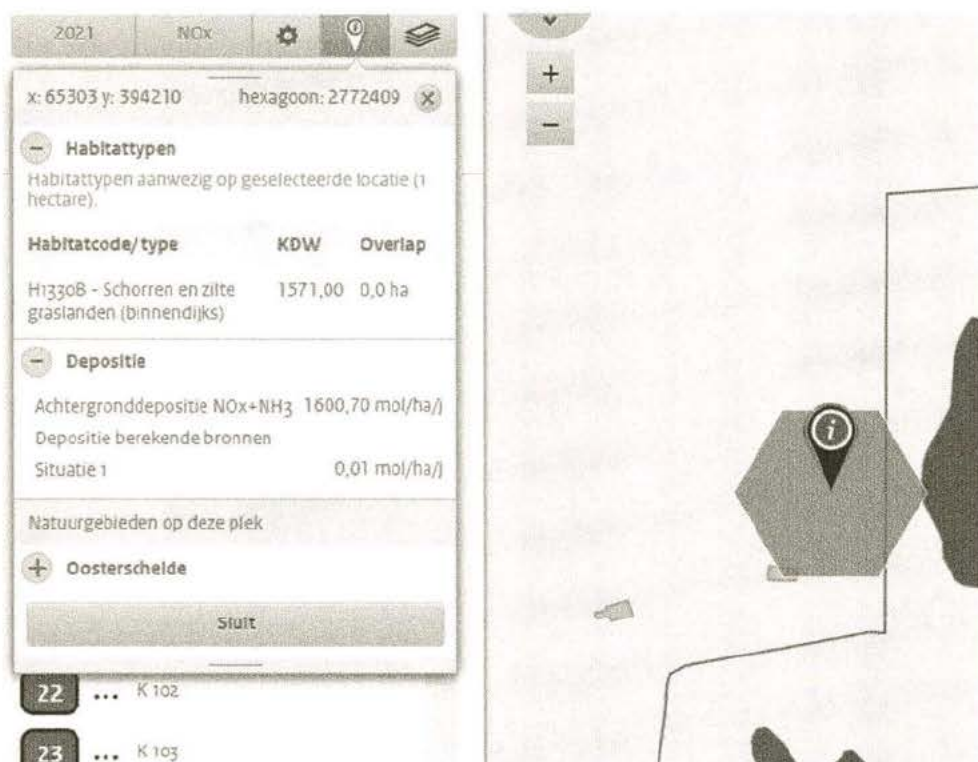 2021 NOx
x: 65303 y: 394210 hexagoon: 2772409
Habitattypen
Habitattypen aanwezig op geselecteerde locatie (1
hectare).
Habitatcode/ type KDW Overlap
H1330B - Schorren en zilte 1571,00 0,0 ha
graslanden (binnendijks)
Depositie
Achtergronddepositie NOx+NH3 1600,70 mol/ha/j
Depositie berekende bronnen
Situatie 1 0,01 mol/ha/j
Natuurgebieden op deze plek
Oosterschelde
Sluit
22 ... K 102
23 ... K 103